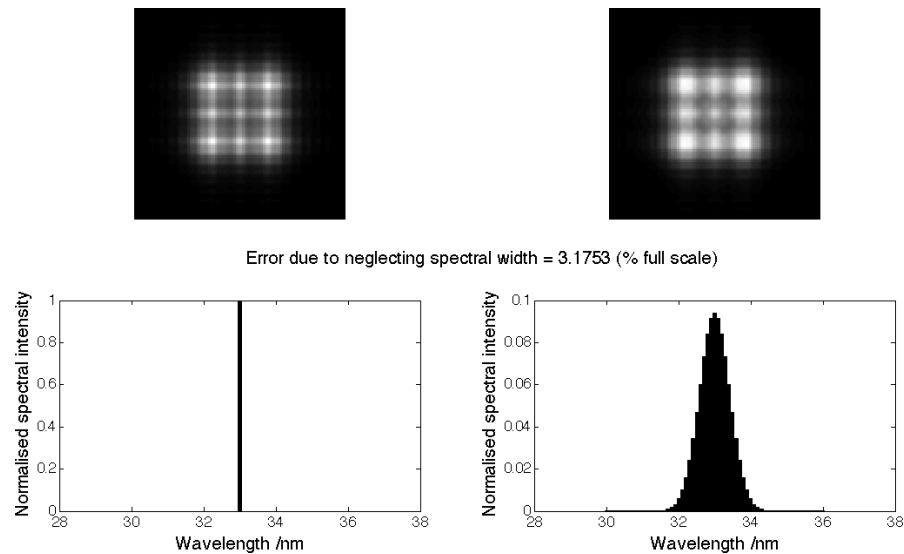 Error due to neglecting spectral width = 3.1753 (% full scale)
Normalised spectral intensity
1
0.8
0.6
0.4
0.2
0
28 30 32 34 36 38
Wavelength /nm
Normalised spectral intensity
0.1
0.08
0.06
0.04
0.02
0
28 30 32 34 36 38
Wavelength /nm